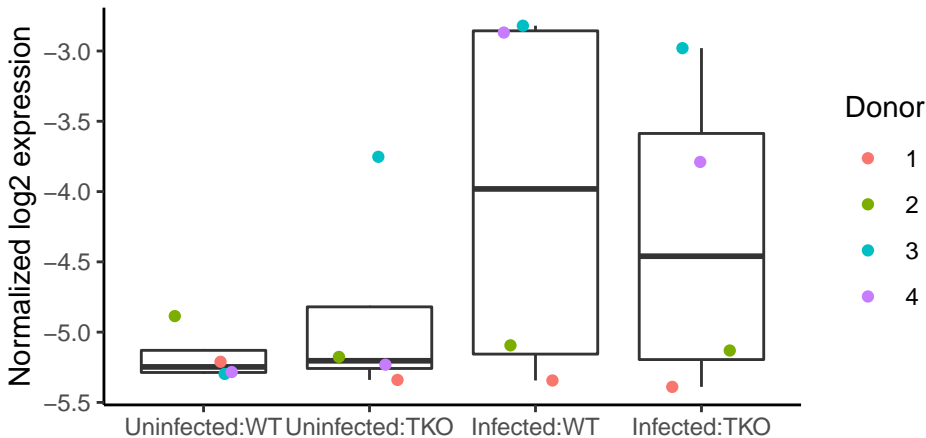 Normalized log2 expression
−3.0
−3.5
−4.0
−4.5
−5.0
−5.5
Uninfected:WT
Uninfected:TKO
Infected:WT
Infected:TKO
Donor
1
2
3
4